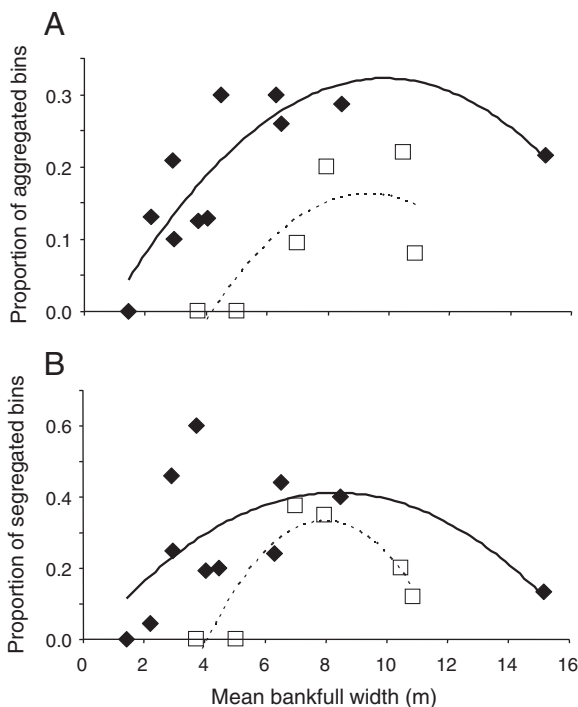 A
Proportion of aggregated bins
0.3
0.2
0.1
0.0
B
Proportion of segregated bins
0.6
0.4
0.2
0.0
0 2 4 6 8 10 12 14 16
Mean bankfull width (m)